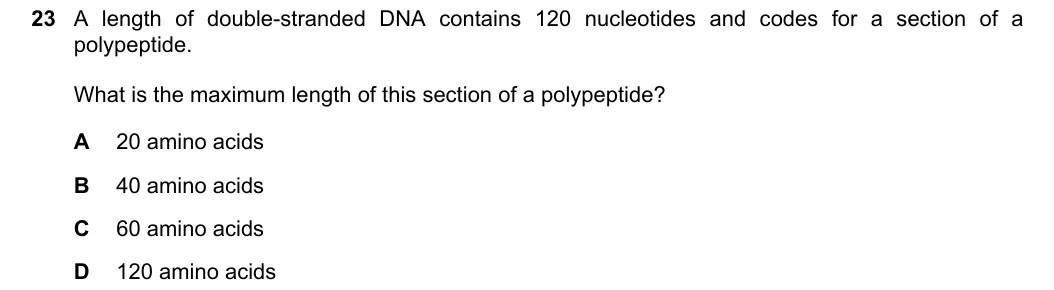 23 A length of double-stranded DNA contains 120 nucleotides and codes for a section of a
polypeptide.
What is the maximum length of this section of a polypeptide?
A 20 amino acids
B 40 amino acids
C 60 amino acids
D 120 amino acids